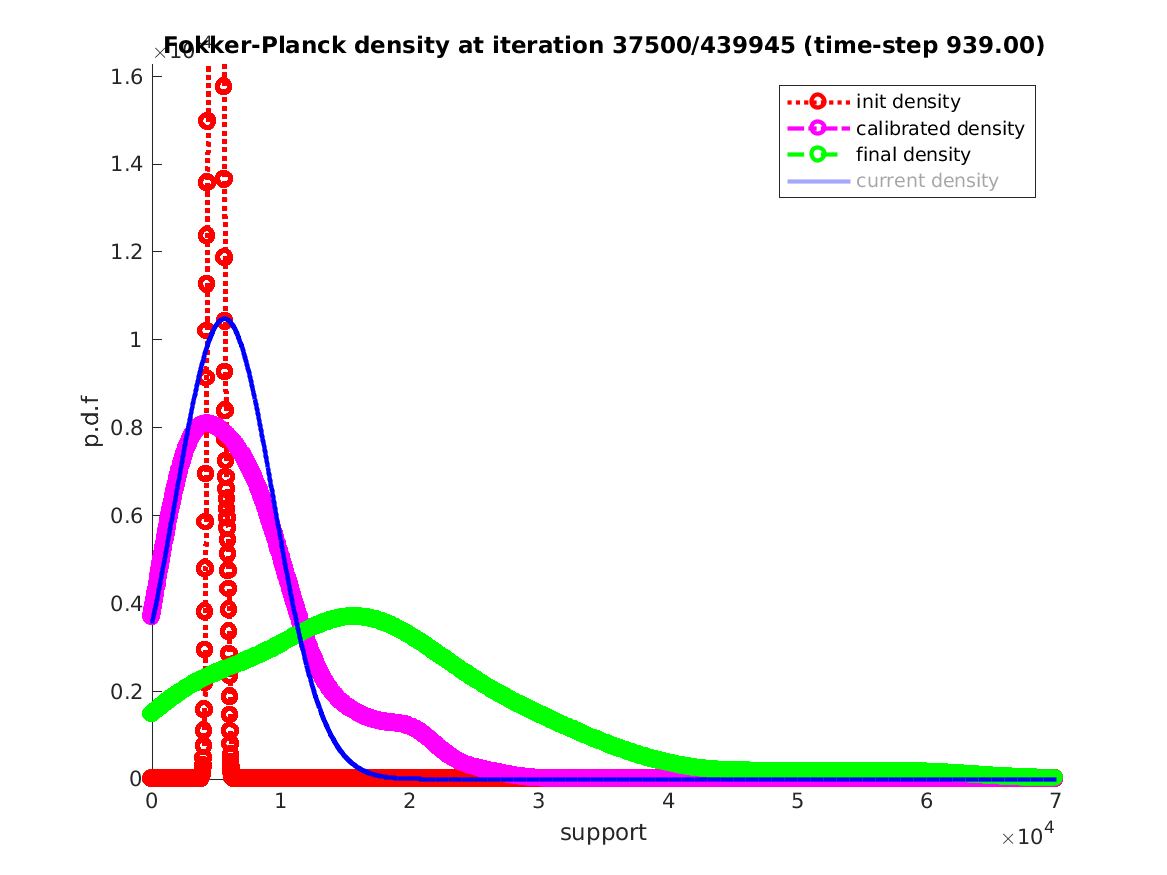 Fokker-Planck density at iteration 37500/439945 (time-step 939.00)
init density
calibrated density
final density
current density
1.6
1.4
1.2
1
0.8
0.6
0.4
0.2
0
p.d.f
0 1 2 3 4 5 6 7
support
×10⁴